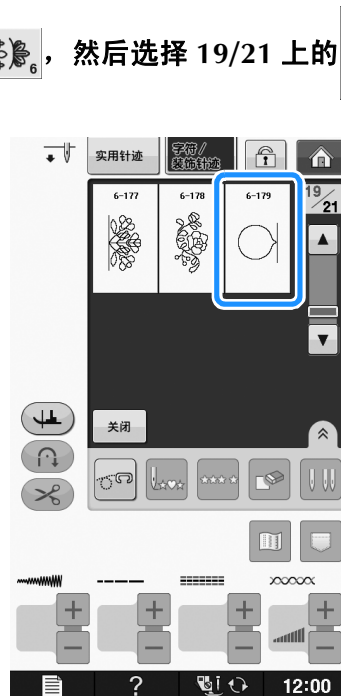 6
，然后选择 19/21 上的
实用针迹
字符/
装饰针迹
6-177
6-178
6-179
19/21
关闭
12:00